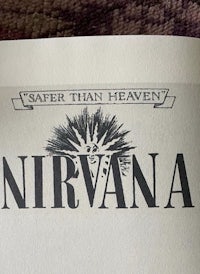 "SAFER THAN HEAVEN"
NIRVANA